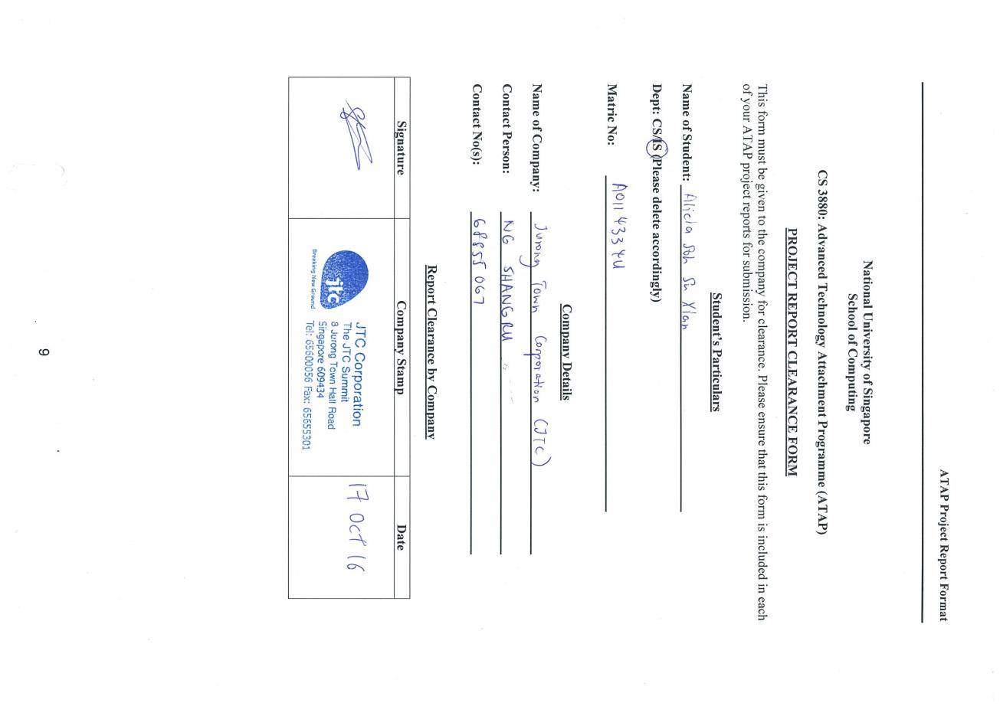 ATAP Project Report Format
National University of Singapore
School of Computing
CS 3880: Advanced Technology Attachment Programme (ATAP)
PROJECT REPORT CLEARANCE FORM
This form must be given to the company for clearance. Please ensure that this form is included in each
of your ATAP project reports for submission.
Student's Particulars
Name of Student: Alicia Soh Su Xian
Dept: CS/IS (Please delete accordingly)
Matric No: A0114334U
Company Details
Name of Company: Jurong Town Corporation (JTC)
Contact Person: NG SHANGRU
Contact No(s): 68855067
Report Clearance by Company
Signature Company Stamp Date
jtc
Breaking New Ground
JTC Corporation
The JTC Summit
8 Jurong Town Hall Road
Singapore 609434
Tel: 65600056 Fax: 65655301
17 Oct 16
9